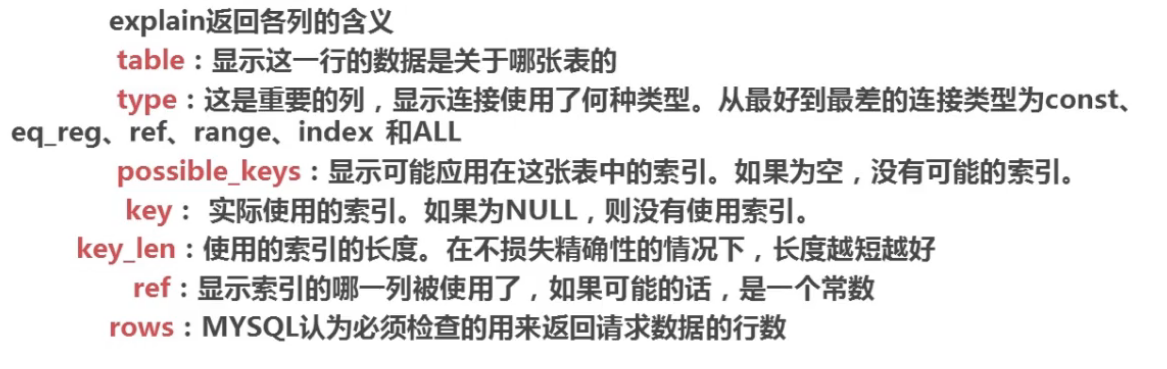 explain返回各列的含义
table：显示这一行的数据是关于哪张表的
type：这是重要的列，显示连接使用了何种类型。从最好到最差的连接类型为const、
eq_reg、ref、range、index 和ALL
possible_keys：显示可能应用在这张表中的索引。如果为空，没有可能的索引。
key： 实际使用的索引。如果为NULL，则没有使用索引。
key_len：使用的索引的长度。在不损失精确性的情况下，长度越短越好
ref：显示索引的哪一列被使用了，如果可能的话，是一个常数
rows：MYSQL认为必须检查的用来返回请求数据的行数